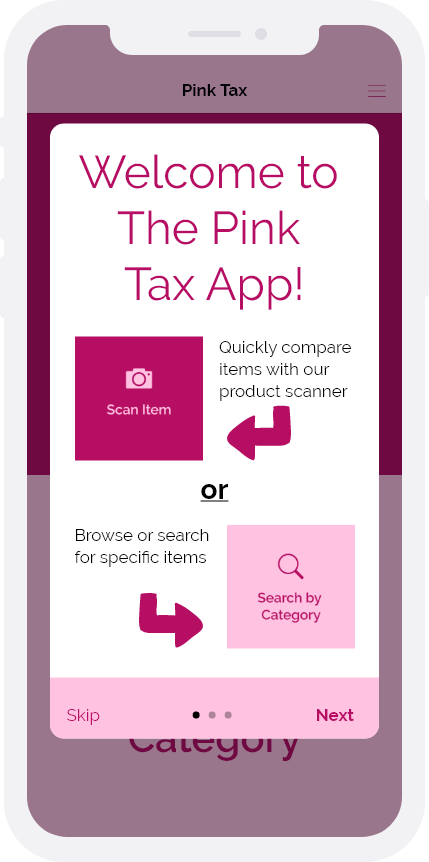 Pink Tax
Welcome to
The Pink
Tax App!
Scan Item
Quickly compare
items with our
product scanner
or
Browse or search
for specific items
Search by
Category
Skip
Next
Category